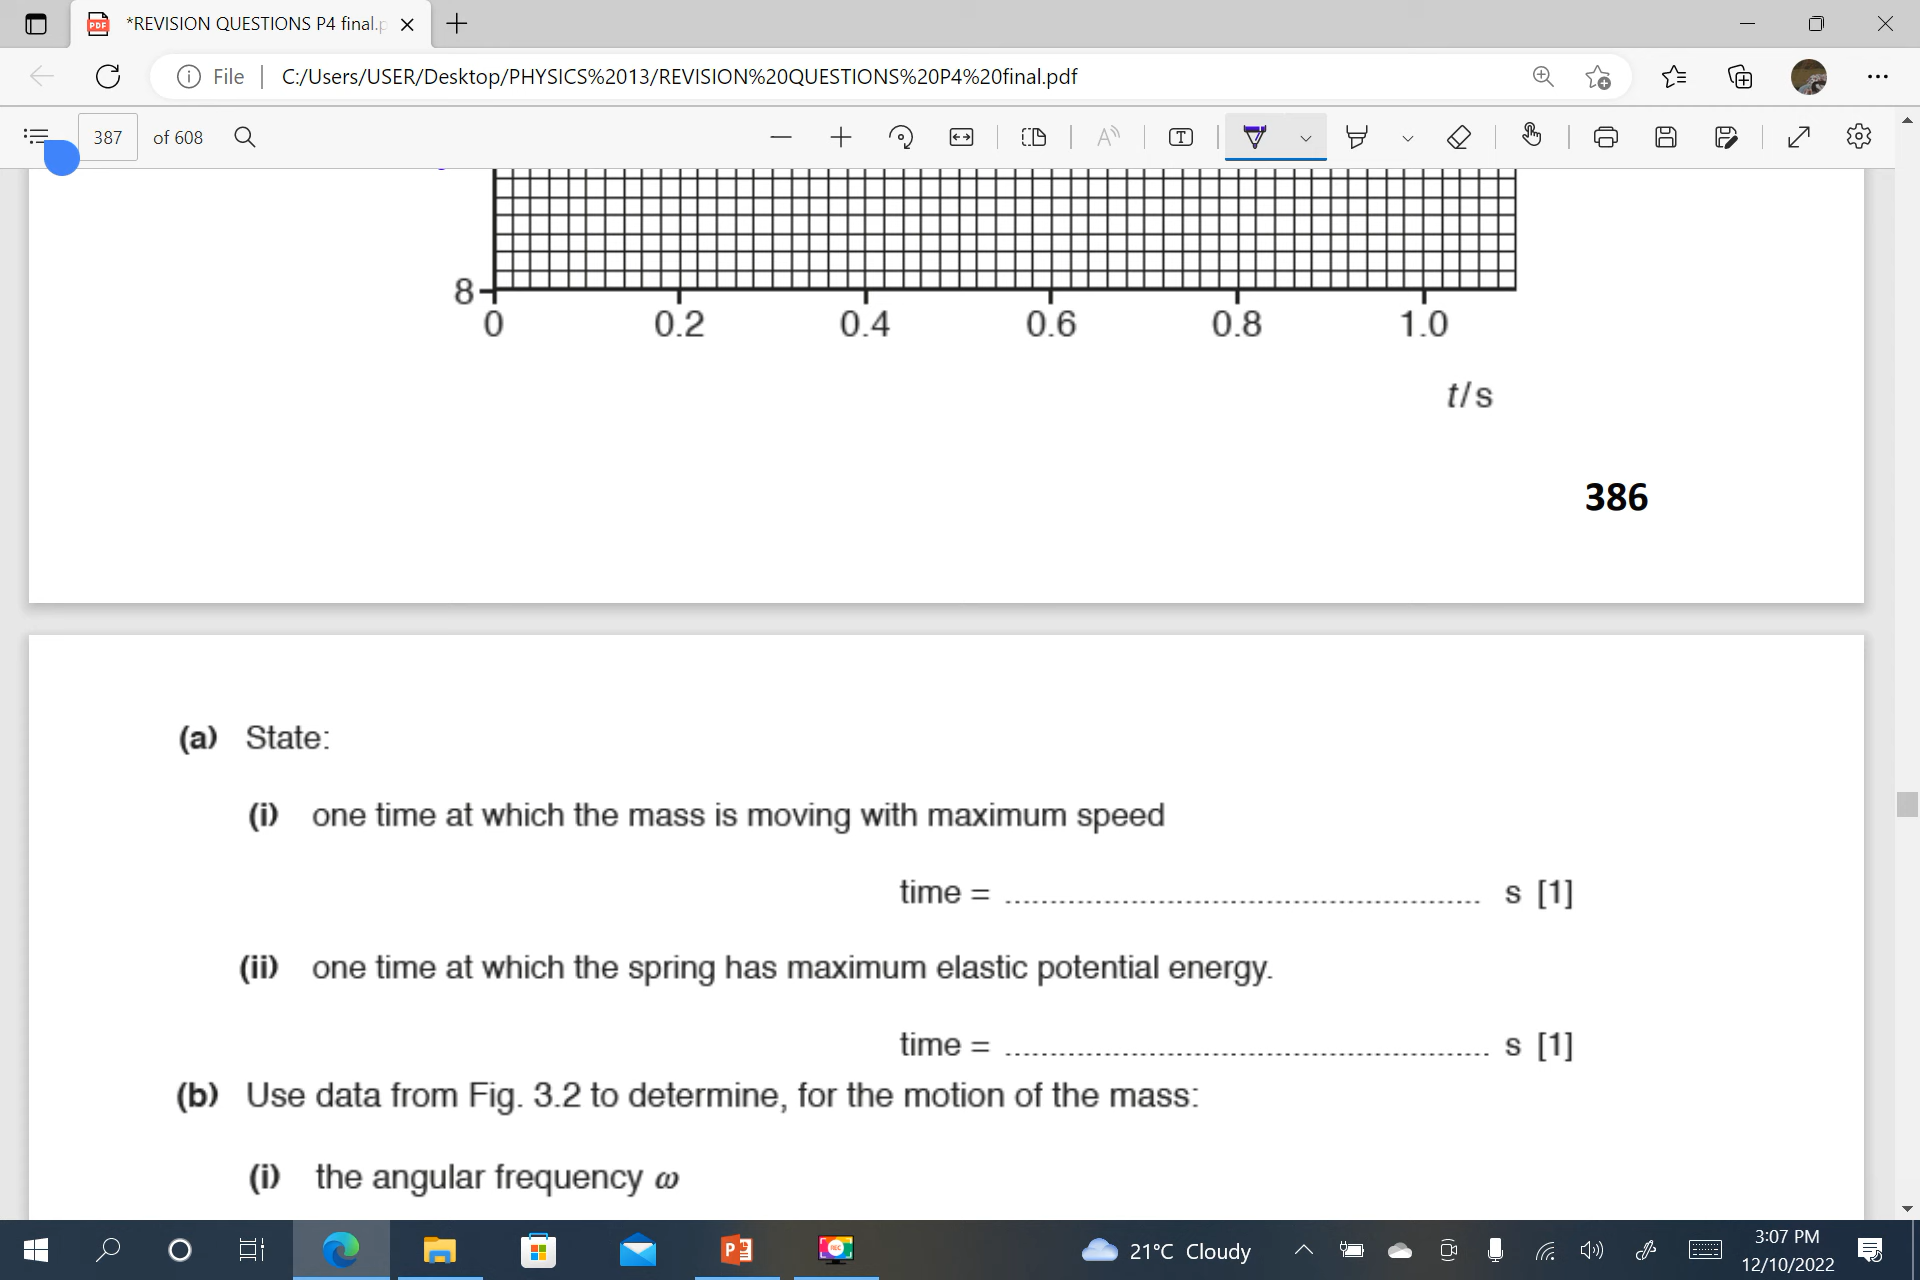 *REVISION QUESTIONS P4 final.p
File
C:/Users/USER/Desktop/PHYSICS%2013/REVISION%20QUESTIONS%20P4%20final.pdf
387 of 608
8
0 0.2 0.4 0.6 0.8 1.0
t/s
386
(a) State:
(i) one time at which the mass is moving with maximum speed
time = ........................................................ s [1]
(ii) one time at which the spring has maximum elastic potential energy.
time = ......................................................... s [1]
(b) Use data from Fig. 3.2 to determine, for the motion of the mass:
(i) the angular frequency ω
21°C Cloudy
3:07 PM
12/10/2022